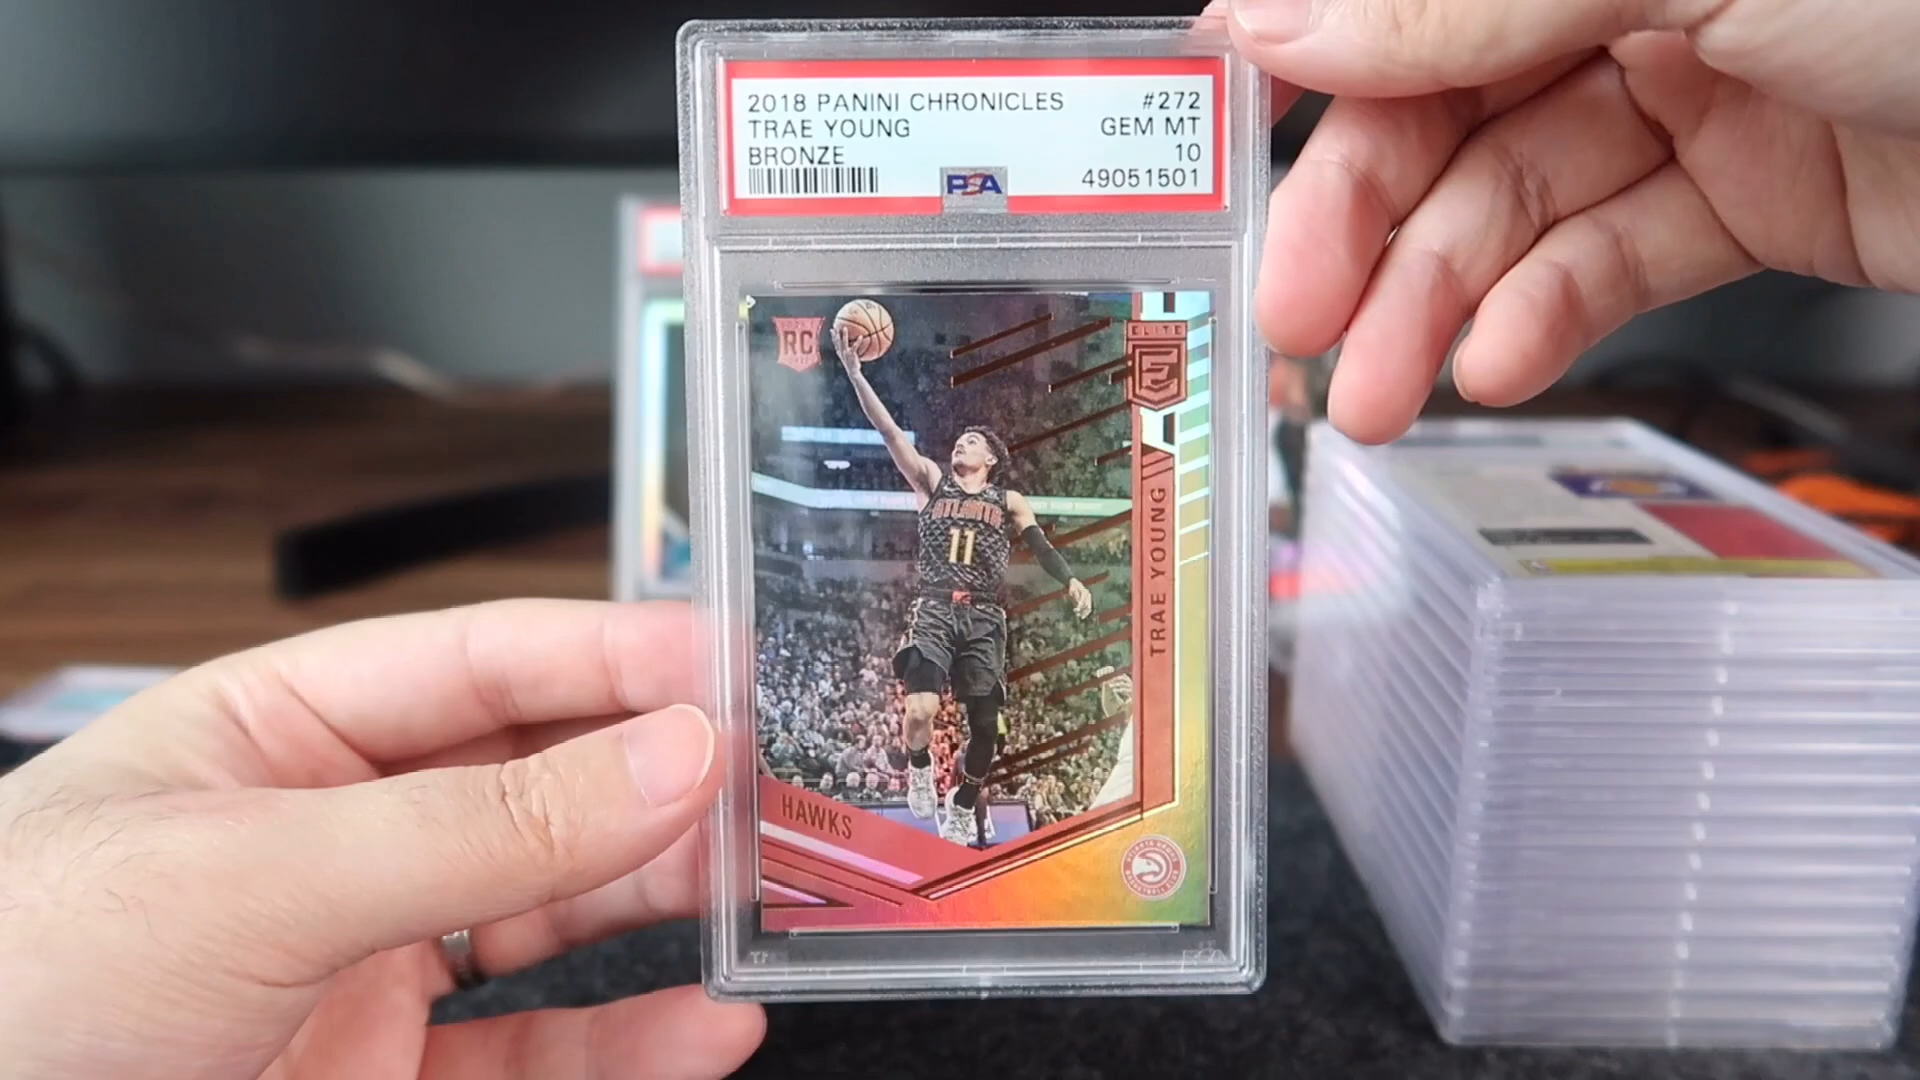 2018 PANINI CHRONICLES #272
TRAE YOUNG GEM MT
BRONZE 10
PSA 49051501
RC
ELITE
ATLANTA
11
TRAE YOUNG
HAWKS